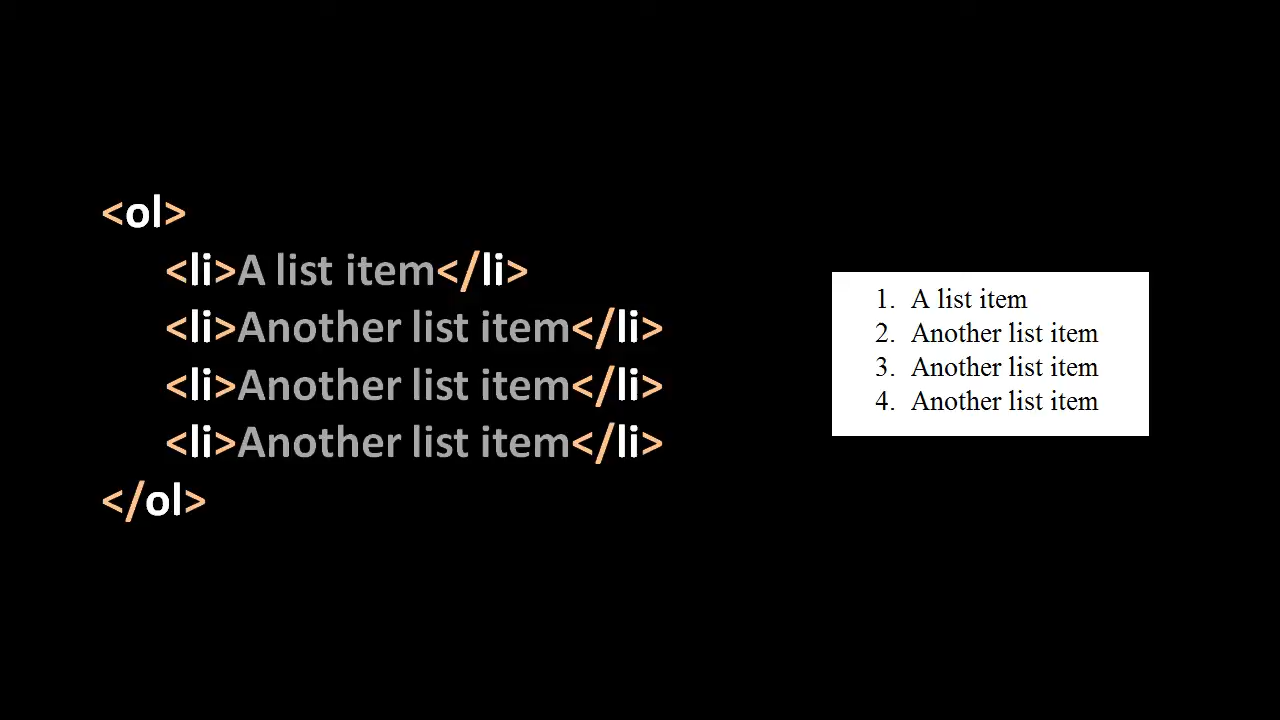 <ol>
<li>A list item</li>
<li>Another list item</li>
<li>Another list item</li>
<li>Another list item</li>
</ol>
1. A list item
2. Another list item
3. Another list item
4. Another list item